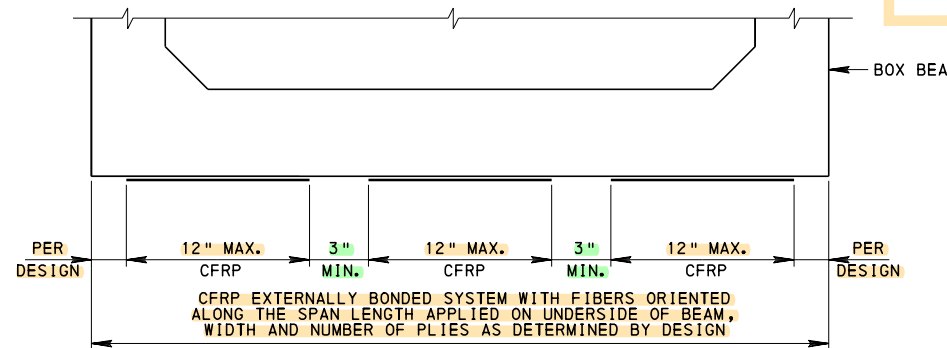 BOX BEA
PER
DESIGN
12" MAX.
CFRP
3"
MIN.
12" MAX.
CFRP
3"
MIN.
12" MAX.
CFRP
PER
DESIGN
CFRP EXTERNALLY BONDED SYSTEM WITH FIBERS ORIENTED
ALONG THE SPAN LENGTH APPLIED ON UNDERSIDE OF BEAM,
WIDTH AND NUMBER OF PLIES AS DETERMINED BY DESIGN